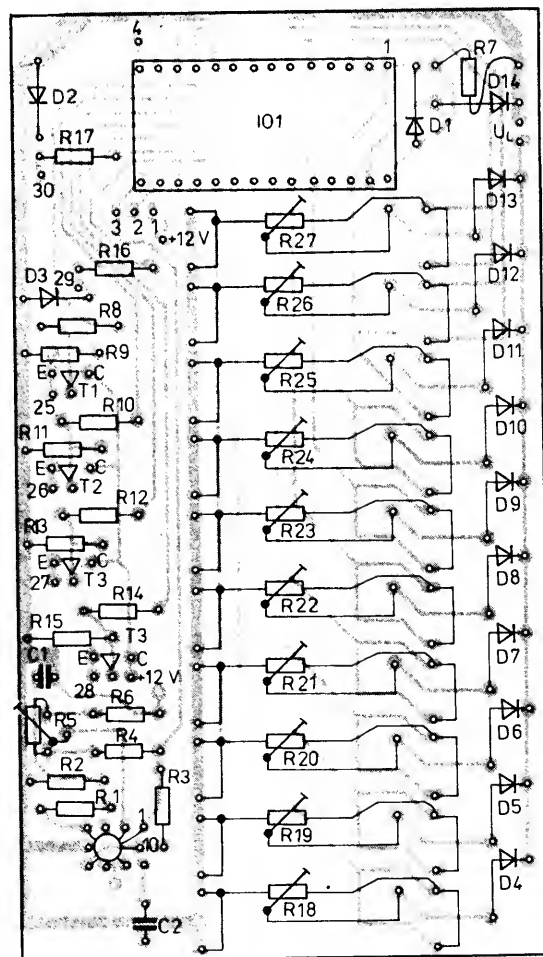 4
1
R7
D14
D2
IO1
D1
UL
R17
30
D13
3 2 1
+12 V
R27
R16
D12
D3
29
R26
R8
R9
D11
E C
T1
R25
25
R10
D10
R11
E C
R24
26
T2
D9
R12
R13
R23
E C
D8
27
T3
R22
R14
R15
T3
D7
C1
E C
R21
28
+12 V
R6
D6
R5
R4
R20
R2
R3
D5
R1
1
R19
10
D4
R18
C2